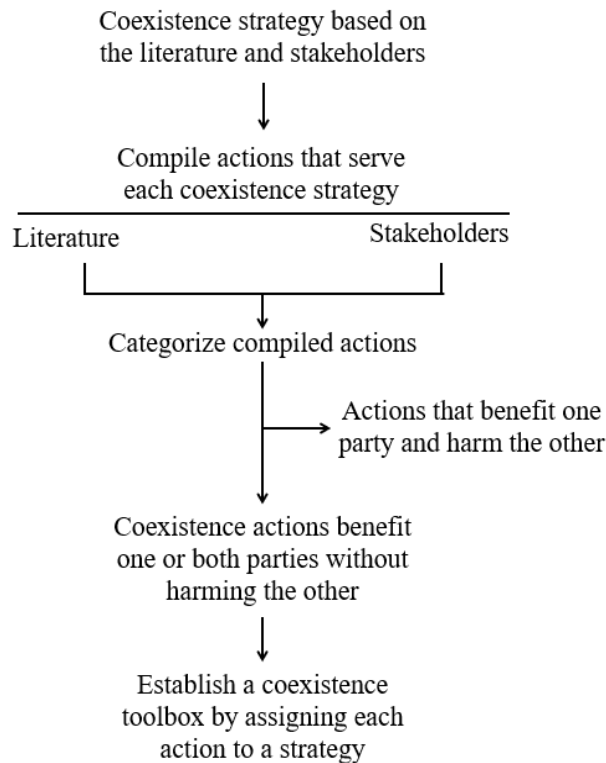 Coexistence strategy based on
the literature and stakeholders
Compile actions that serve
each coexistence strategy
Literature
Stakeholders
Categorize compiled actions
Actions that benefit one
party and harm the other
Coexistence actions benefit
one or both parties without
harming the other
Establish a coexistence
toolbox by assigning each
action to a strategy